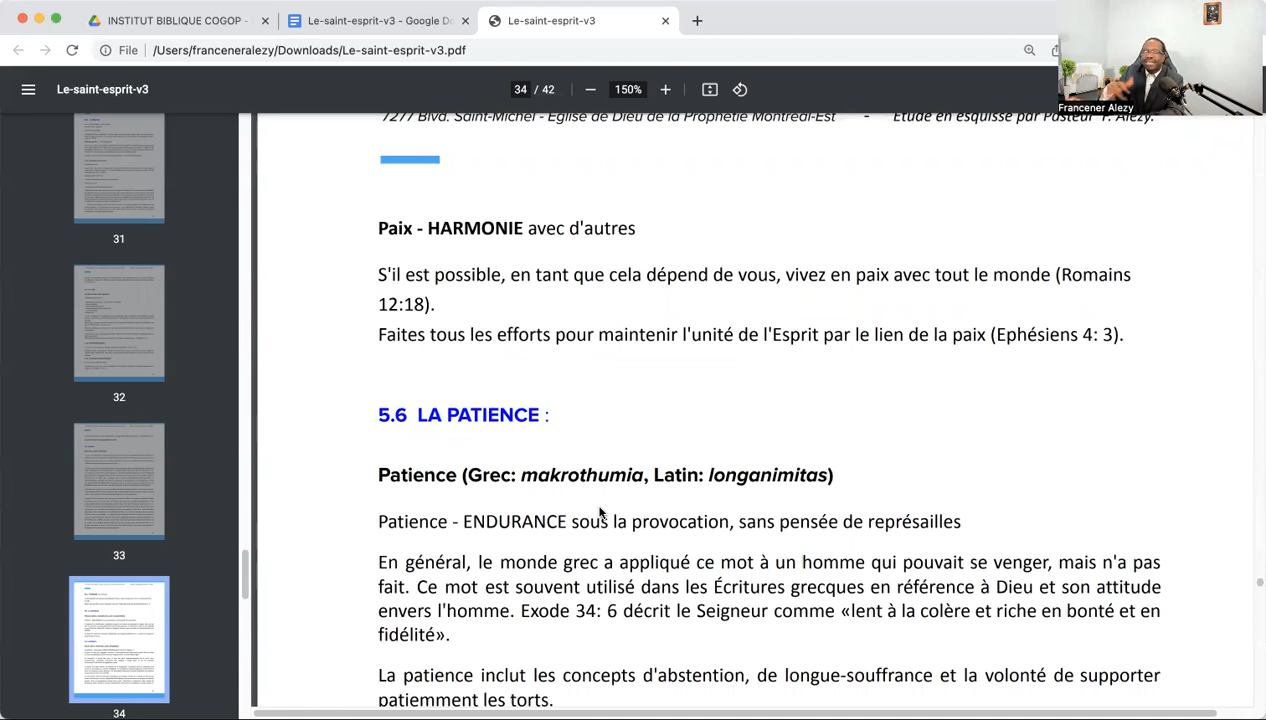 INSTITUT BIBLIQUE COGOP -
Le-saint-esprit-v3 - Google Do
Le-saint-esprit-v3
File
/Users/franceneralezy/Downloads/Le-saint-esprit-v3.pdf
Le-saint-esprit-v3
34 / 42
150%
Francener Alezy
31
32
33
34
7277 Blvd. Saint-Michel - Église de Dieu de la Prophétie Montréal-Est - Étude en esquisse par Pasteur F. Alezy.
Paix - HARMONIE avec d'autres
S'il est possible, en tant que cela dépend de vous, vivez en paix avec tout le monde (Romains
12:18).
Faites tous les efforts pour maintenir l'unité de l'Esprit par le lien de la paix (Ephésiens 4: 3).
5.6 LA PATIENCE :
Patience (Grec: makrothumia, Latin: longanimitas)
Patience - ENDURANCE sous la provocation, sans pensée de représailles
En général, le monde grec a appliqué ce mot à un homme qui pouvait se venger, mais n'a pas
fait. Ce mot est souvent utilisé dans les Écritures grecques en référence à Dieu et son attitude
envers l'homme. Exode 34: 6 décrit le Seigneur comme «lent à la colère et riche en bonté et en
fidélité».
La patience inclut les concepts d'abstention, de longue-souffrance et la volonté de supporter
patiemment les torts.